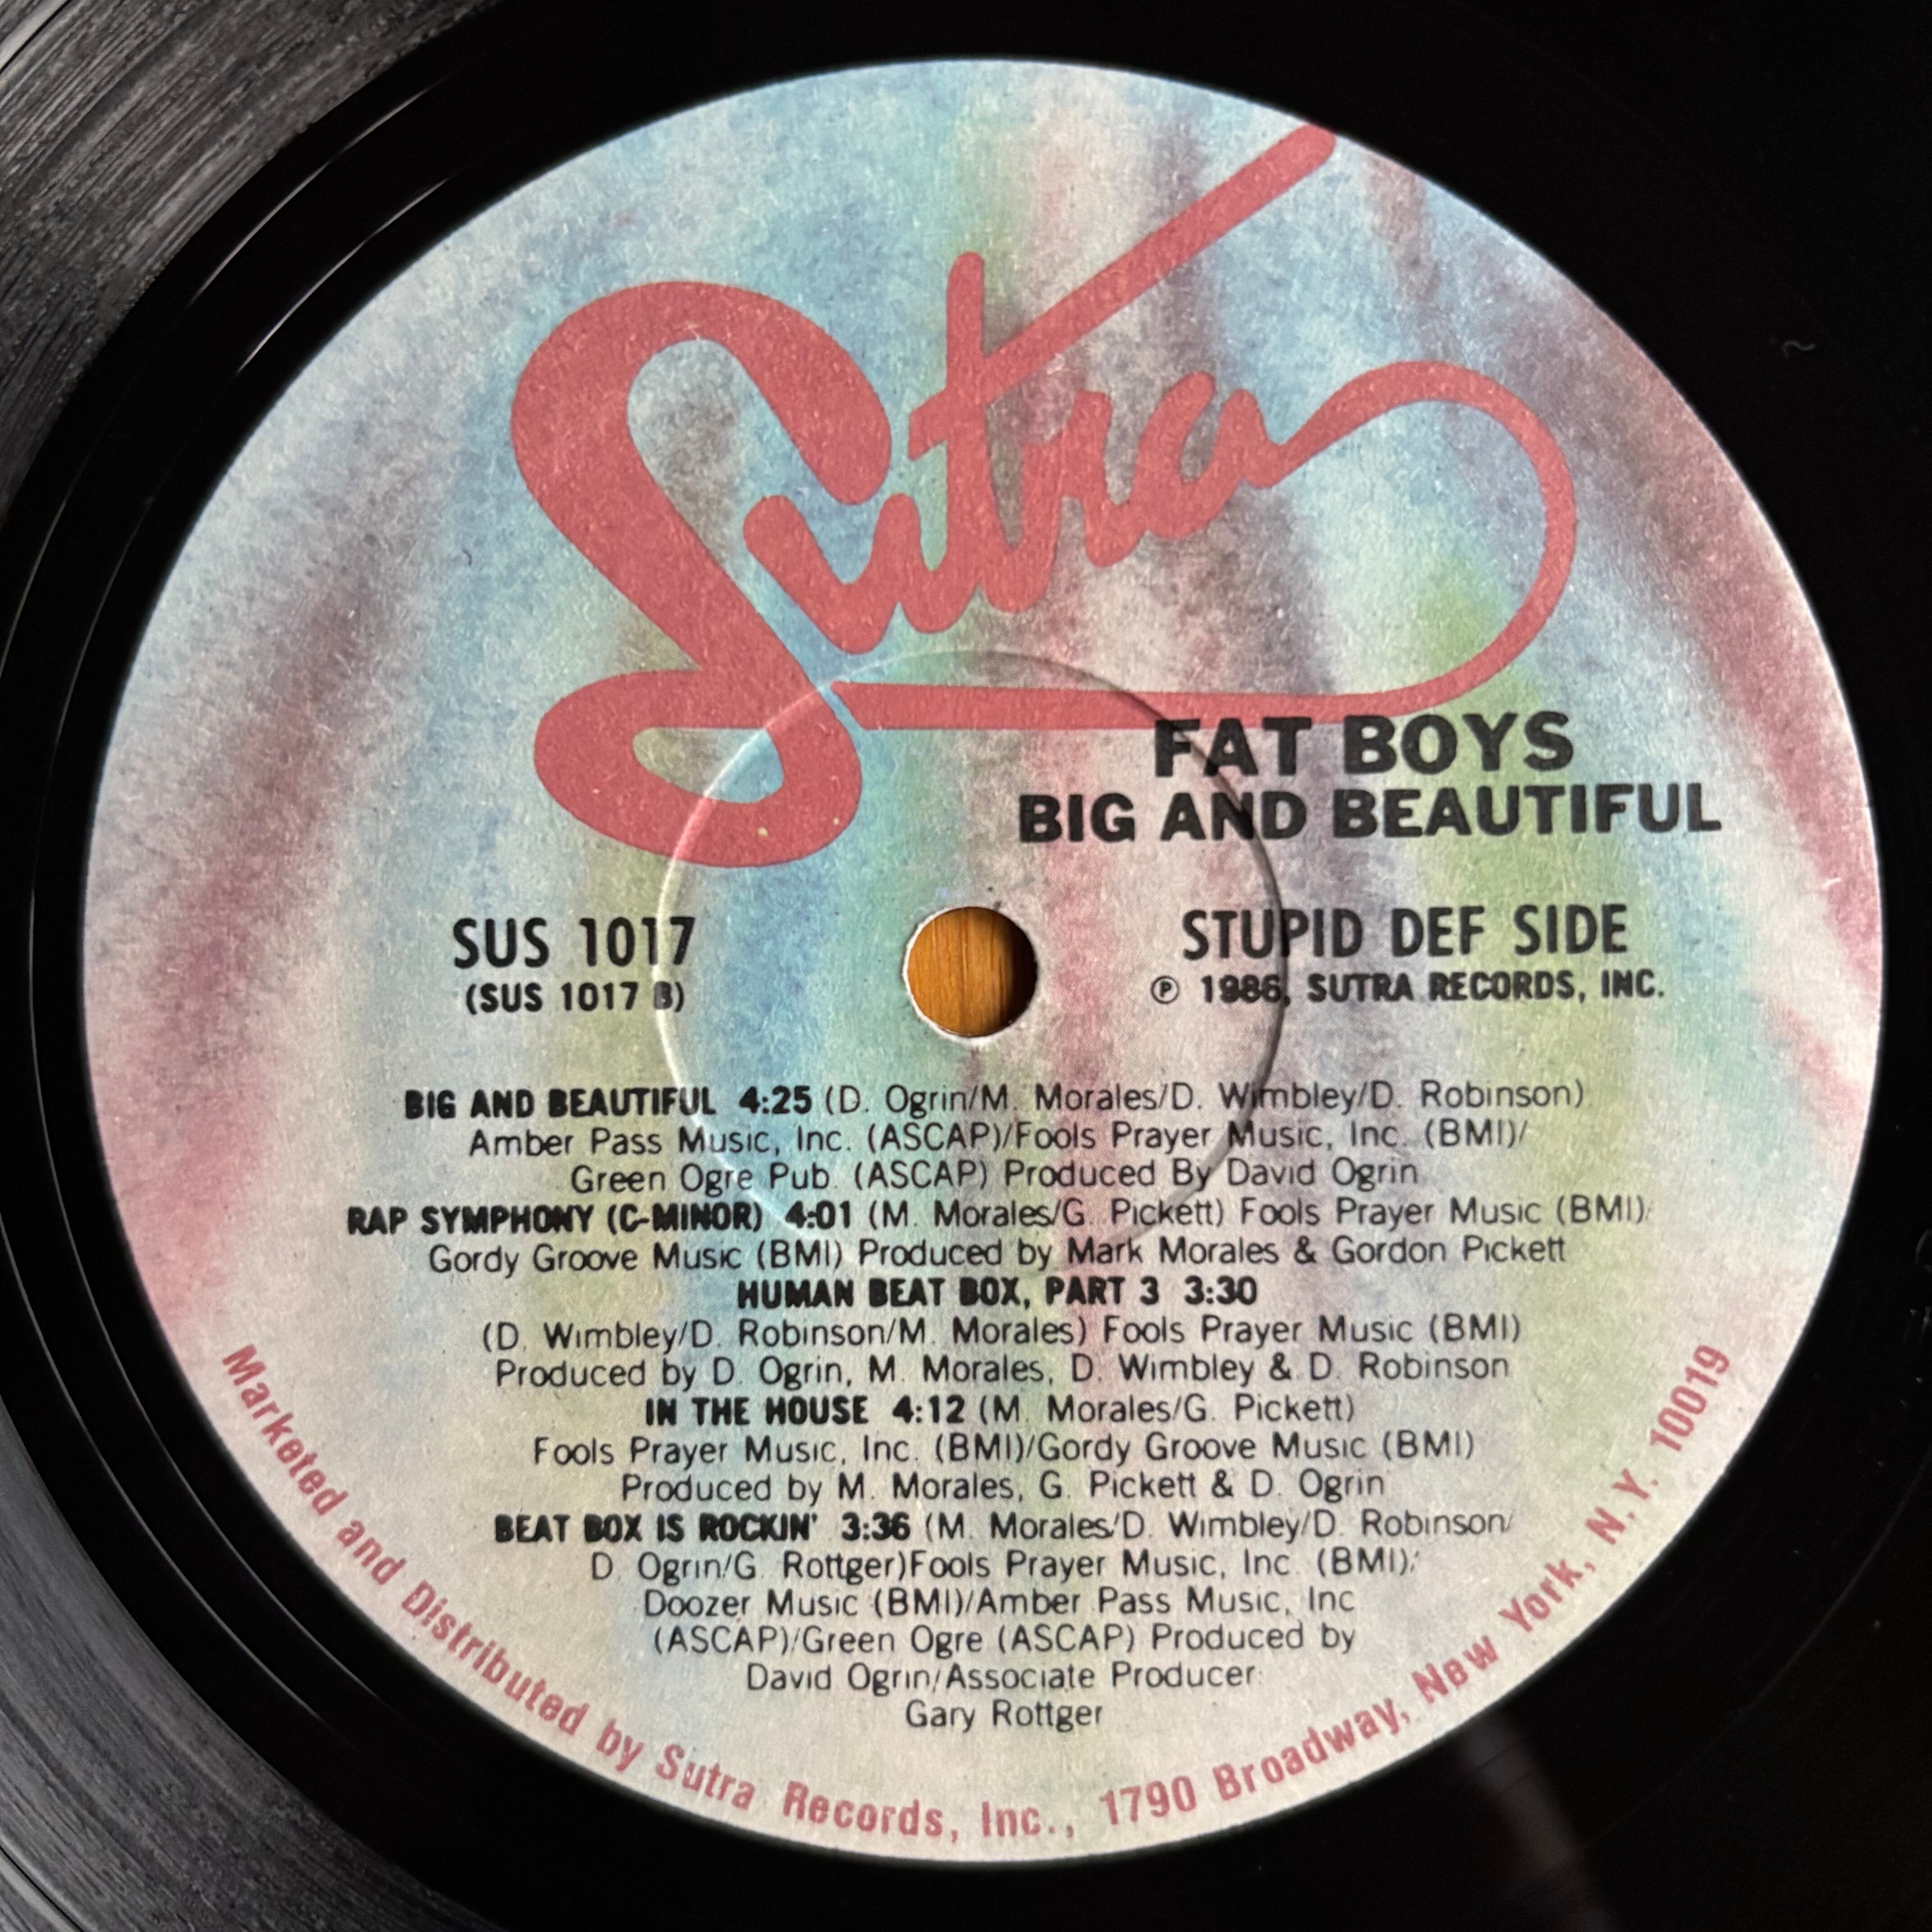 Sutra
FAT BOYS
BIG AND BEAUTIFUL
SUS 1017
(SUS 1017 B)
STUPID DEF SIDE
℗ 1986, SUTRA RECORDS, INC.
BIG AND BEAUTIFUL 4:25 (D. Ogrin/M. Morales/D. Wimbley/D. Robinson)
Amber Pass Music, Inc. (ASCAP)/Fools Prayer Music, Inc. (BMI)/
Green Ogre Pub. (ASCAP) Produced By David Ogrin
RAP SYMPHONY (C-MINOR) 4:01 (M. Morales/G. Pickett) Fools Prayer Music (BMI)/
Gordy Groove Music (BMI) Produced by Mark Morales & Gordon Pickett
HUMAN BEAT BOX, PART 3 3:30
(D. Wimbley/D. Robinson/M. Morales) Fools Prayer Music (BMI)
Produced by D. Ogrin, M. Morales, D. Wimbley & D. Robinson
IN THE HOUSE 4:12 (M. Morales/G. Pickett)
Fools Prayer Music, Inc. (BMI)/Gordy Groove Music (BMI)
Produced by M. Morales, G. Pickett & D. Ogrin
BEAT BOX IS ROCKIN' 3:36 (M. Morales/D. Wimbley/D. Robinson/
D. Ogrin/G. Rottger)Fools Prayer Music, Inc. (BMI)/
Doozer Music (BMI)/Amber Pass Music, Inc
(ASCAP)/Green Ogre (ASCAP) Produced by
David Ogrin/Associate Producer:
Gary Rottger
Marketed and Distributed by Sutra Records, Inc., 1790 Broadway, New York, N.Y. 10019